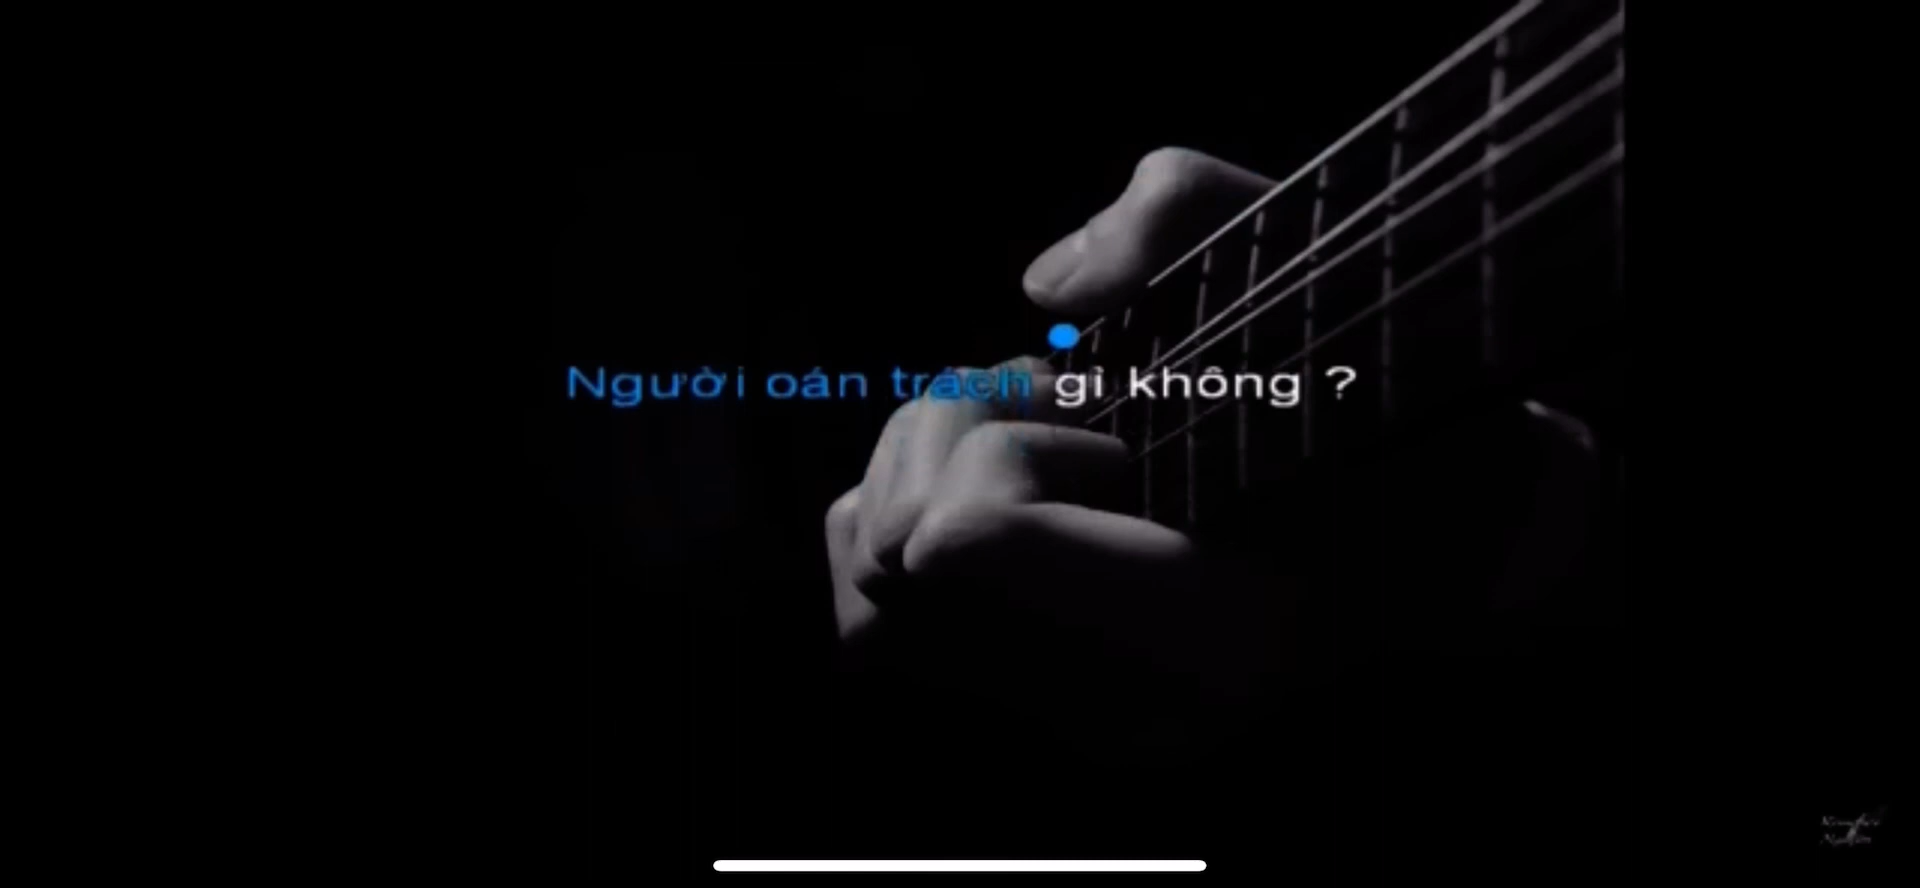 Người oán trách gì không ?